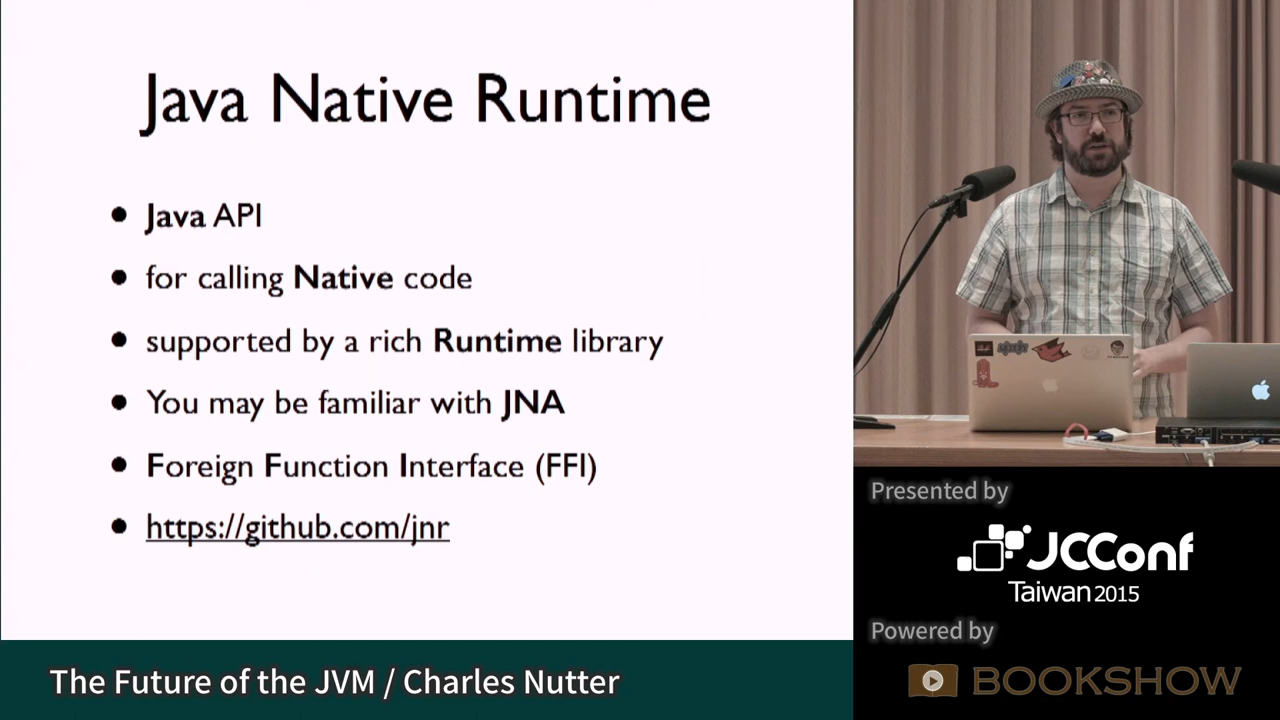 Java Native Runtime
• Java API
• for calling Native code
• supported by a rich Runtime library
• You may be familiar with JNA
• Foreign Function Interface (FFI)
• https://github.com/jnr
Presented by
JCConf
Taiwan 2015
Powered by
BOOKSHOW
The Future of the JVM / Charles Nutter